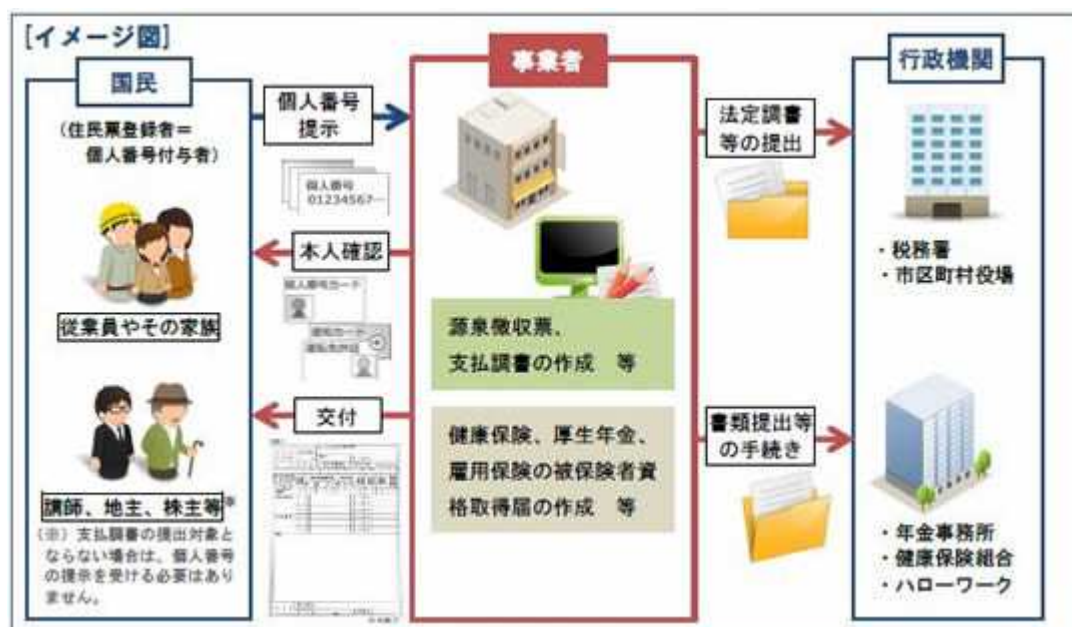 [イメージ図]
国民
(住民票登録者＝
個人番号付与者)
従業員やその家族
講師、地主、株主等※
(※) 支払調書の提出対象と
ならない場合は、個人番号
の提示を受ける必要はあり
ません。
個人番号
提示
個人番号
01234567…
本人確認
個人番号カード
交付
事業者
源泉徴収票、
支払調書の作成　等
健康保険、厚生年金、
雇用保険の被保険者資
格取得届の作成　等
法定調書
等の提出
書類提出等
の手続き
行政機関
・税務署
・市区町村役場
・年金事務所
・健康保険組合
・ハローワーク